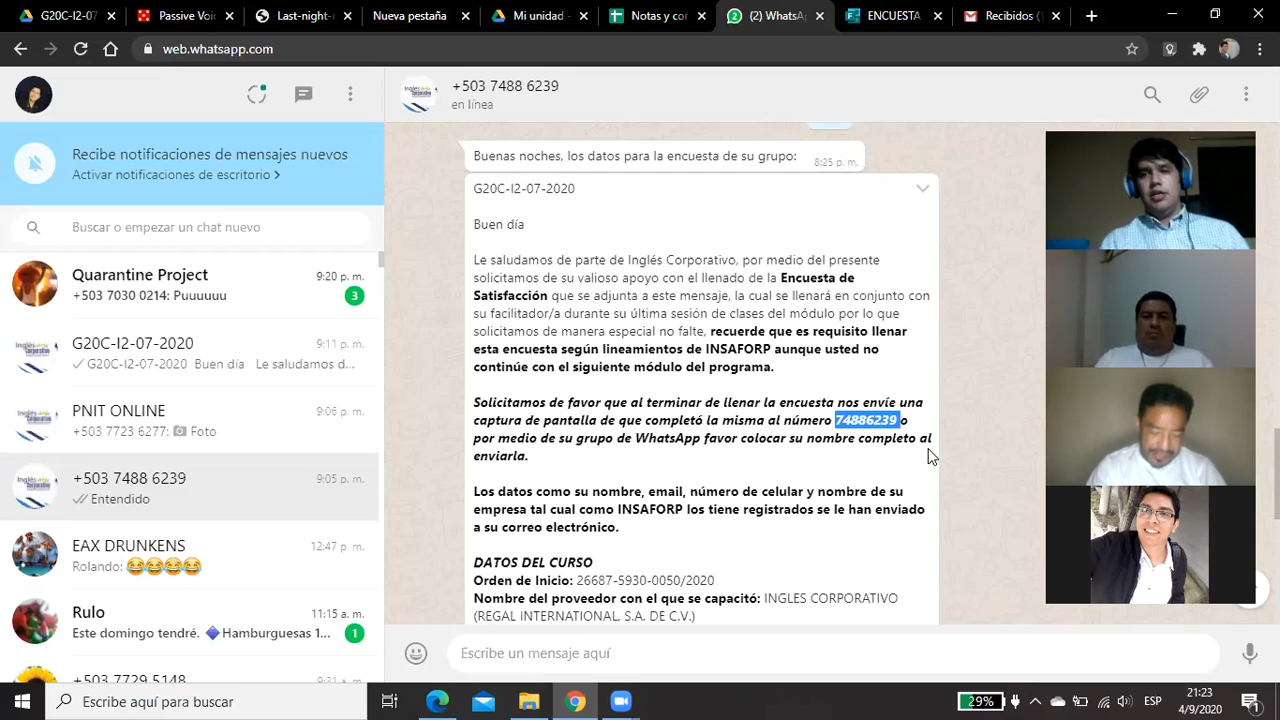 G20C-I2-07-2020
Passive Voi
Last-night-r
Nueva pestaña
Mi unidad -
Notas y cor
(2) WhatsAp
ENCUESTA
Recibidos (1
web.whatsapp.com
+503 7488 6239
en línea
Recibe notificaciones de mensajes nuevos
Activar notificaciones de escritorio >
Buscar o empezar un chat nuevo
Quarantine Project
9:20 p. m.
+503 7030 0214: Puuuuuu
3
G20C-I2-07-2020
9:11 p. m.
G20C-I2-07-2020 Buen día Le saludamos d...
PNIT ONLINE
9:06 p. m.
+503 7723 6277: Foto
+503 7488 6239
9:05 p. m.
Entendido
EAX DRUNKENS
12:47 p. m.
Rolando:
Rulo
11:15 a. m.
Este domingo tendré. Hamburguesas 1...
1
+503 7729 5148
9:31 a. m.
Buenas noches, los datos para la encuesta de su grupo:
8:25 p. m.
G20C-I2-07-2020
Buen día
Le saludamos de parte de Inglés Corporativo, por medio del presente
solicitamos de su valioso apoyo con el llenado de la Encuesta de
Satisfacción que se adjunta a este mensaje, la cual se llenará en conjunto con
su facilitador/a durante su última sesión de clases del módulo por lo que
solicitamos de manera especial no falte, recuerde que es requisito llenar
esta encuesta según lineamientos de INSAFORP aunque usted no
continúe con el siguiente módulo del programa.
Solicitamos de favor que al terminar de llenar la encuesta nos envíe una
captura de pantalla de que completó la misma al número 74886239 o
por medio de su grupo de WhatsApp favor colocar su nombre completo al
enviarla.
Los datos como su nombre, email, número de celular y nombre de su
empresa tal cual como INSAFORP los tiene registrados se le han enviado
a su correo electrónico.
DATOS DEL CURSO
Orden de Inicio: 26687-5930-0050/2020
Nombre del proveedor con el que se capacitó: INGLES CORPORATIVO
(REGAL INTERNATIONAL, S.A. DE C.V.)
Escribe un mensaje aquí
Escribe aquí para buscar
29%
ESP
21:23
4/9/2020
1